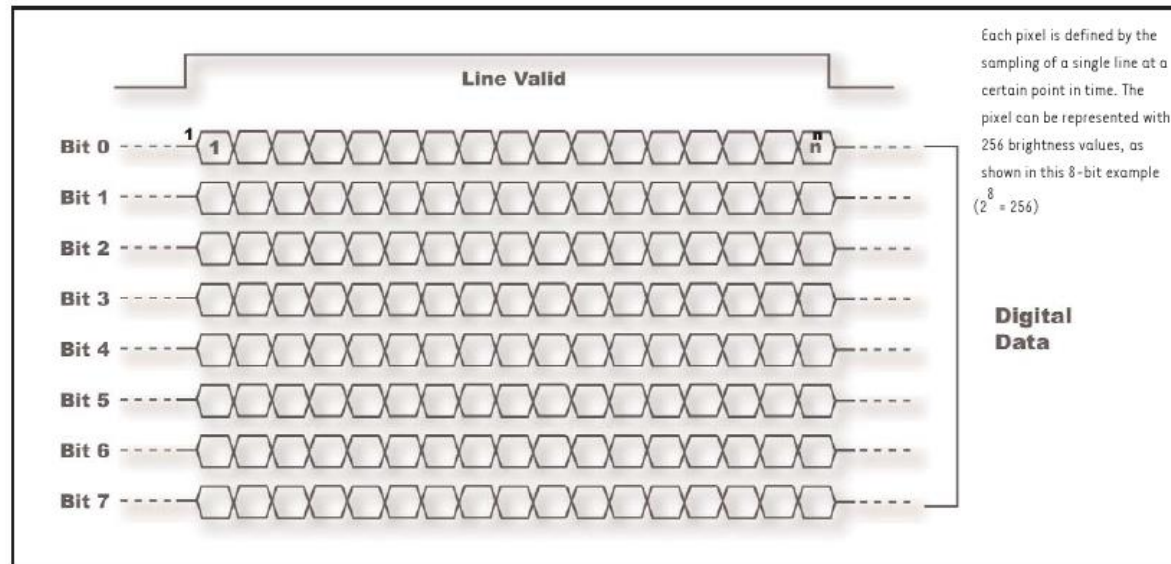 Line Valid
Each pixel is defined by the
sampling of a single line at a
certain point in time. The
pixel can be represented with
256 brightness values, as
shown in this 8-bit example
(2⁸ = 256)
Bit 0
1
1
n
n
Bit 1
Bit 2
Bit 3
Bit 4
Bit 5
Bit 6
Bit 7
Digital
Data